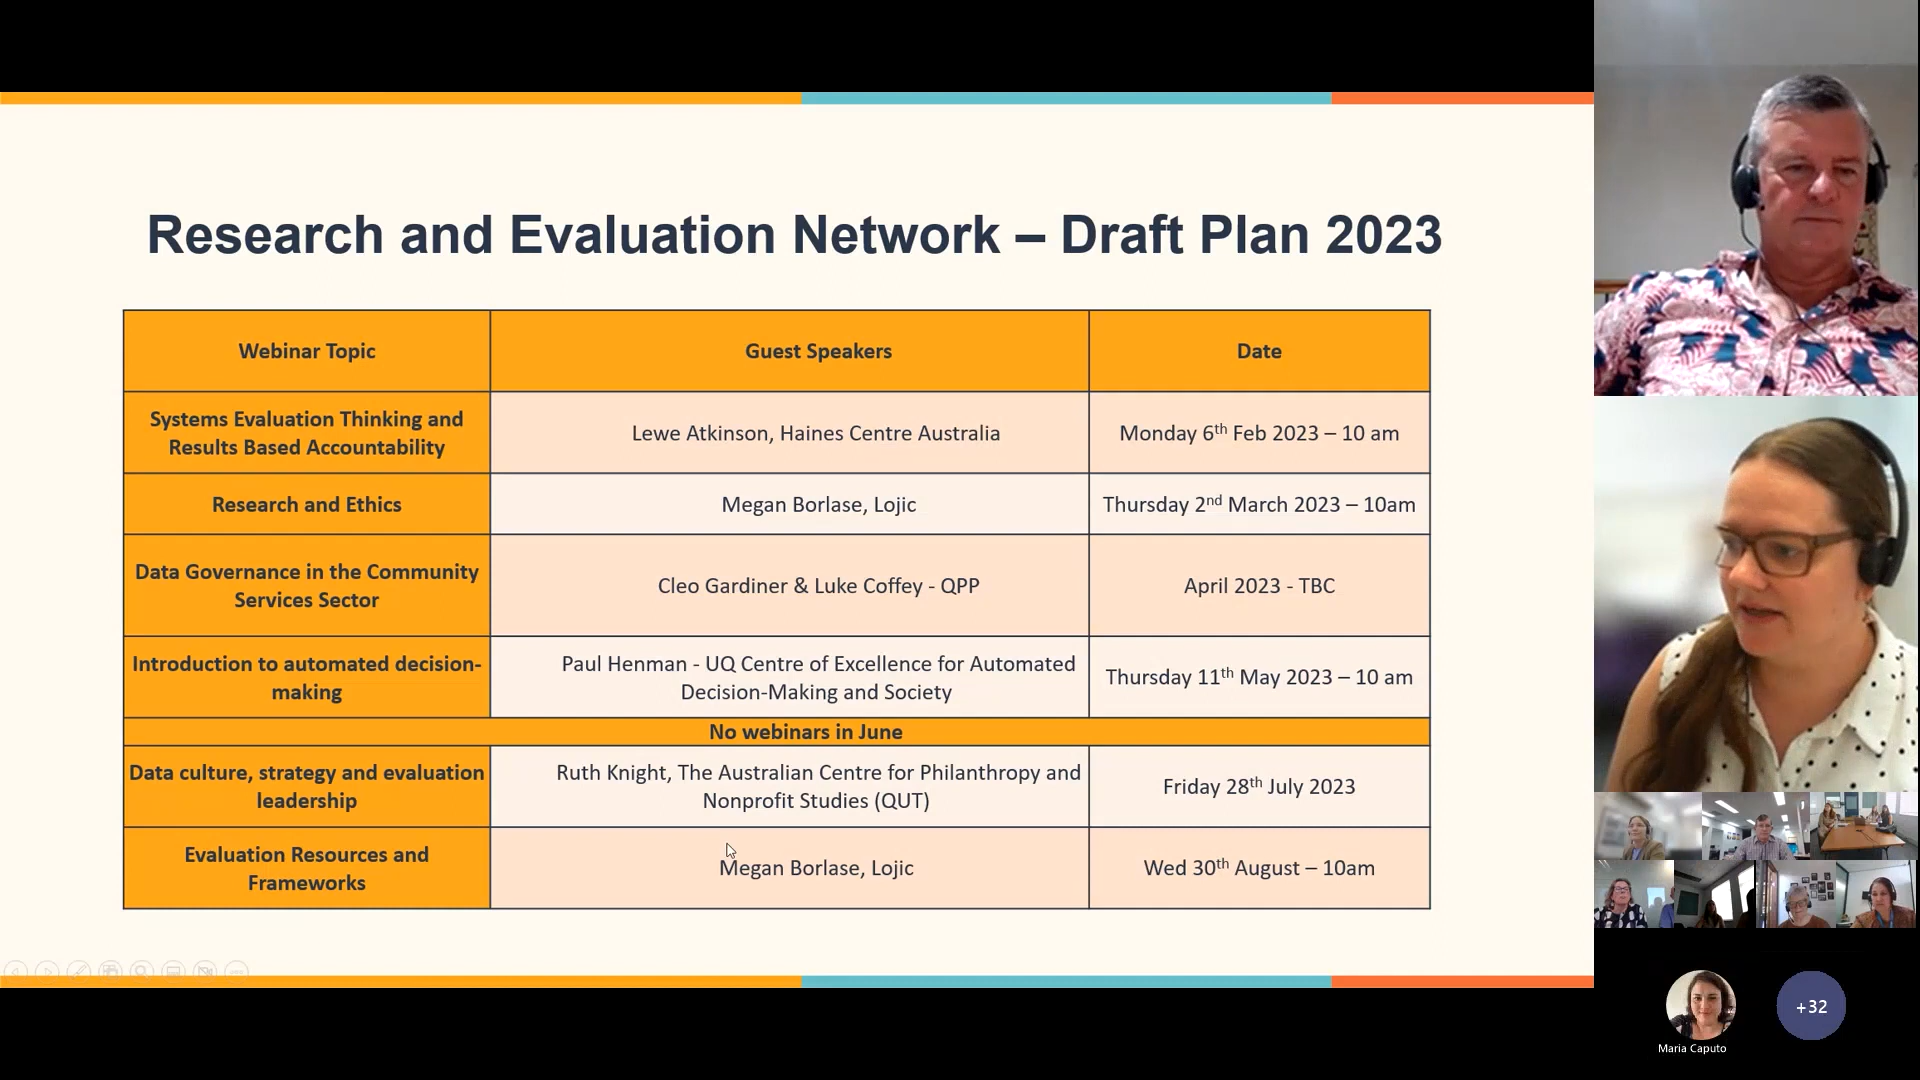 Research and Evaluation Network – Draft Plan 2023
Webinar Topic
Guest Speakers
Date
Systems Evaluation Thinking and
Results Based Accountability
Lewe Atkinson, Haines Centre Australia
Monday 6th Feb 2023 – 10 am
Research and Ethics
Megan Borlase, Lojic
Thursday 2nd March 2023 – 10am
Data Governance in the Community
Services Sector
Cleo Gardiner & Luke Coffey - QPP
April 2023 - TBC
Introduction to automated decision-
making
Paul Henman - UQ Centre of Excellence for Automated
Decision-Making and Society
Thursday 11th May 2023 – 10 am
No webinars in June
Data culture, strategy and evaluation
leadership
Ruth Knight, The Australian Centre for Philanthropy and
Nonprofit Studies (QUT)
Friday 28th July 2023
Evaluation Resources and
Frameworks
Megan Borlase, Lojic
Wed 30th August – 10am
+32
Maria Caputo